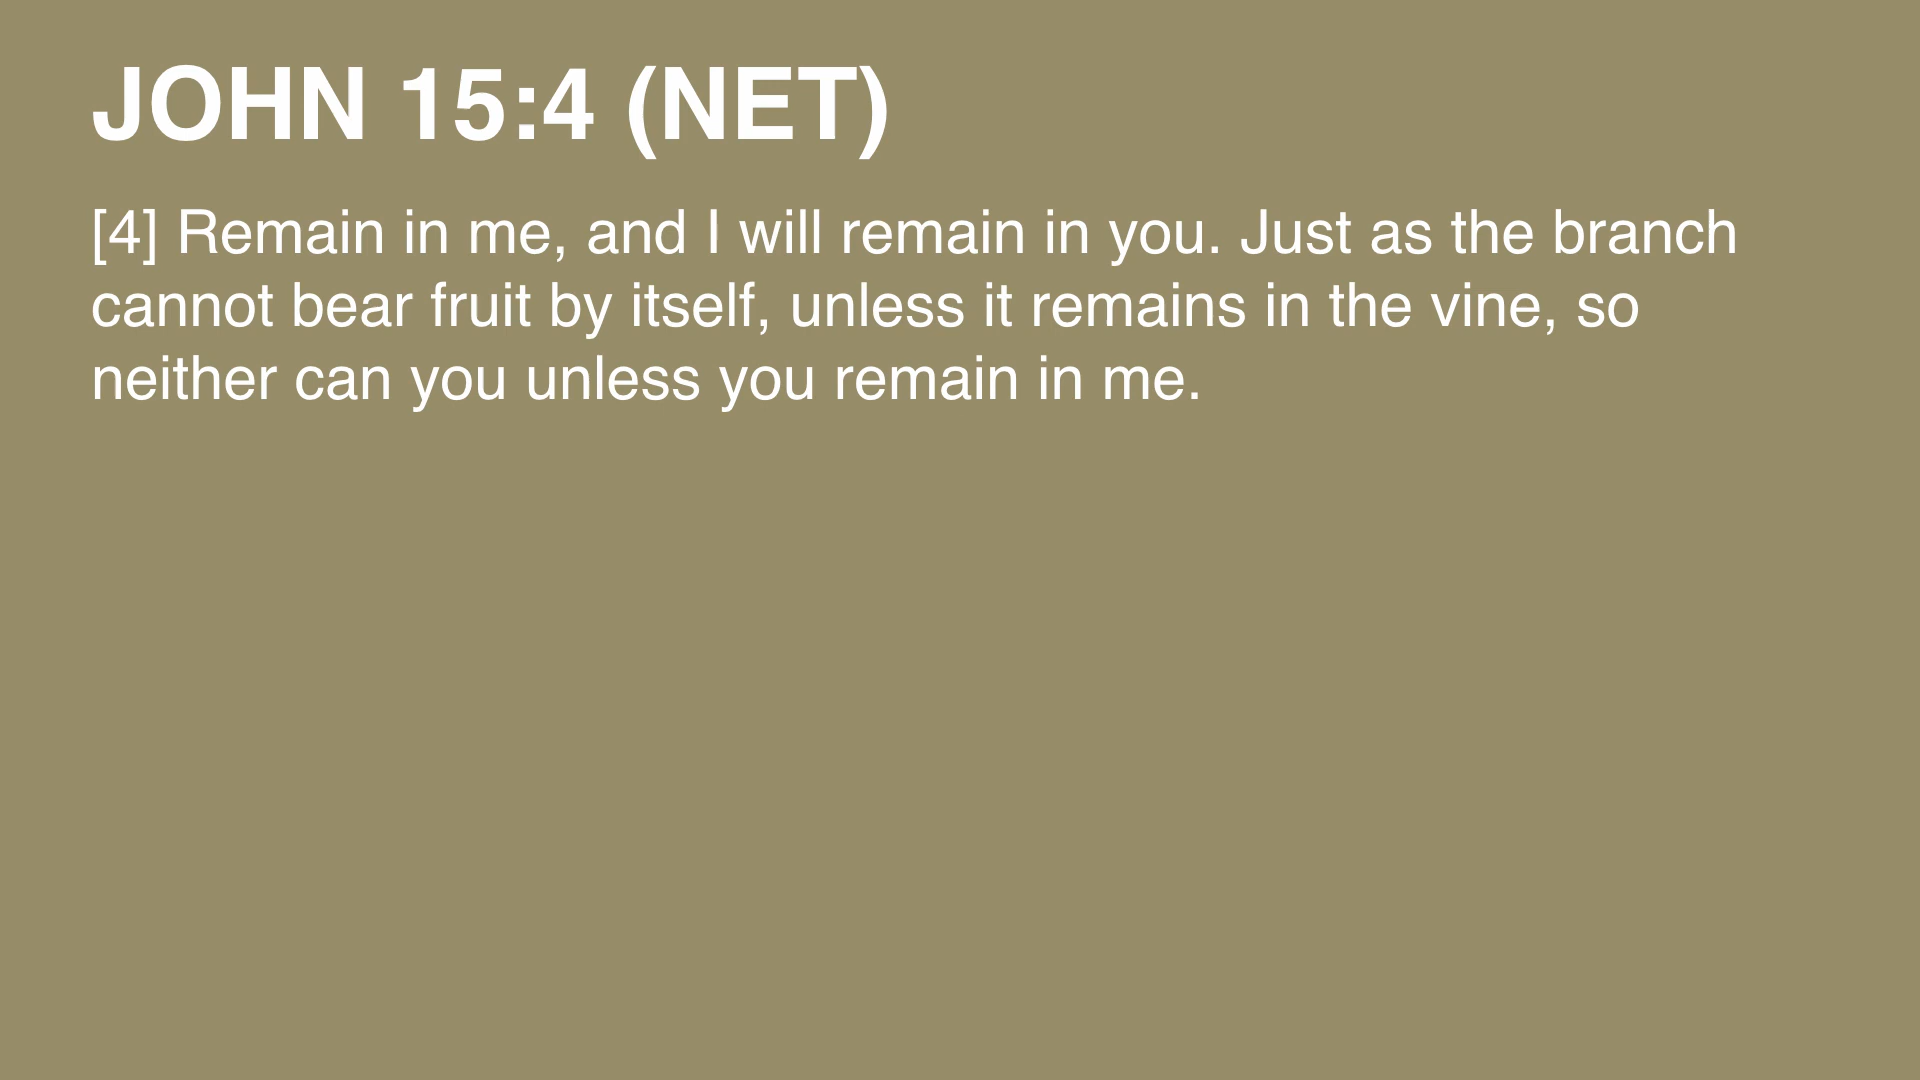 JOHN 15:4 (NET)
[4] Remain in me, and I will remain in you. Just as the branch
cannot bear fruit by itself, unless it remains in the vine, so
neither can you unless you remain in me.